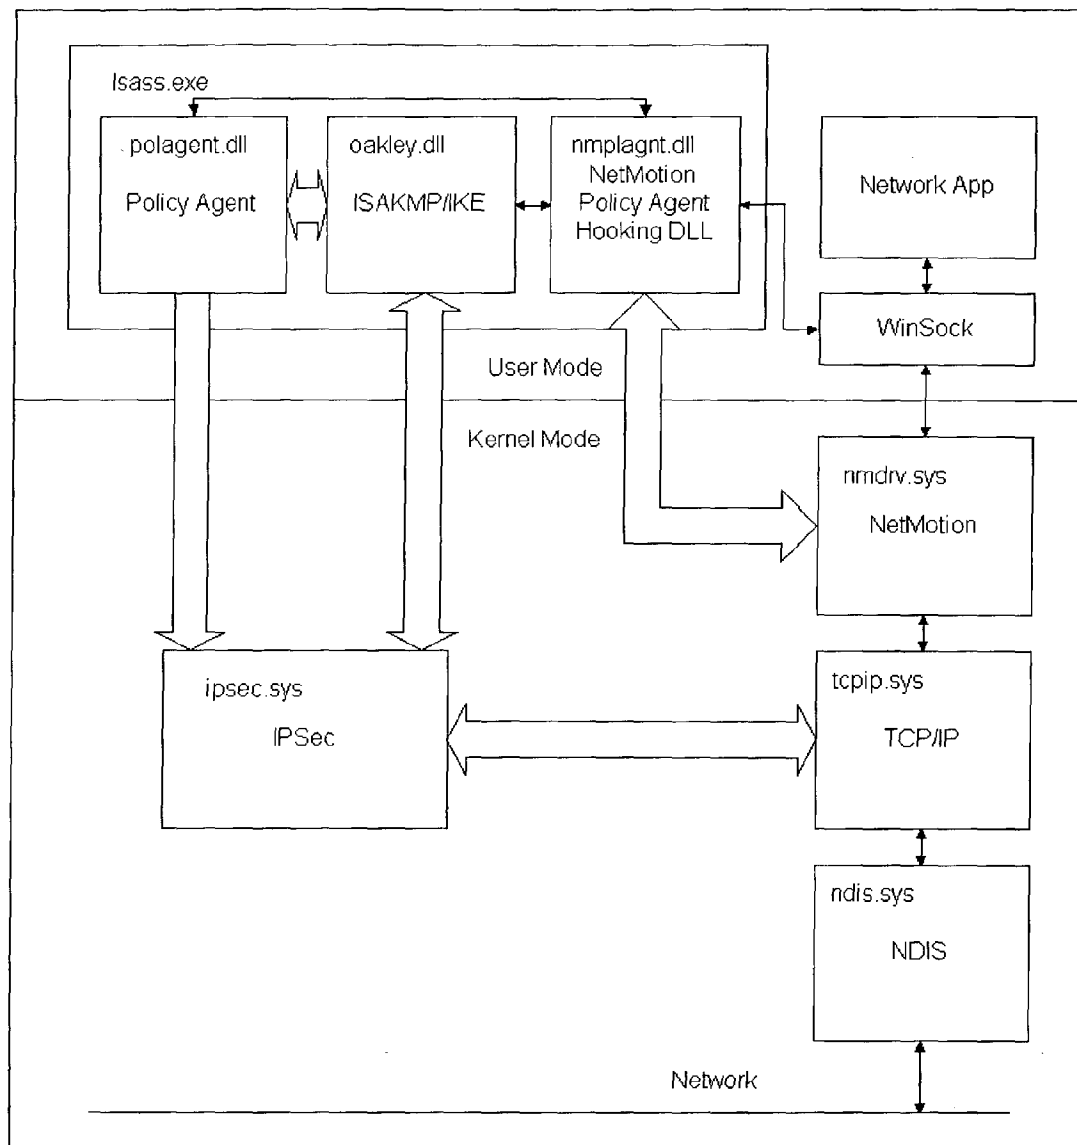 lsass.exe
polagent.dll
Policy Agent
oakley.dll
ISAKMP/IKE
nmplagnt.dll
NetMotion
Policy Agent
Hooking DLL
Network App
WinSock
User Mode
Kernel Mode
nmdrv.sys
NetMotion
ipsec.sys
IPSec
tcpip.sys
TCP/IP
ndis.sys
NDIS
Network